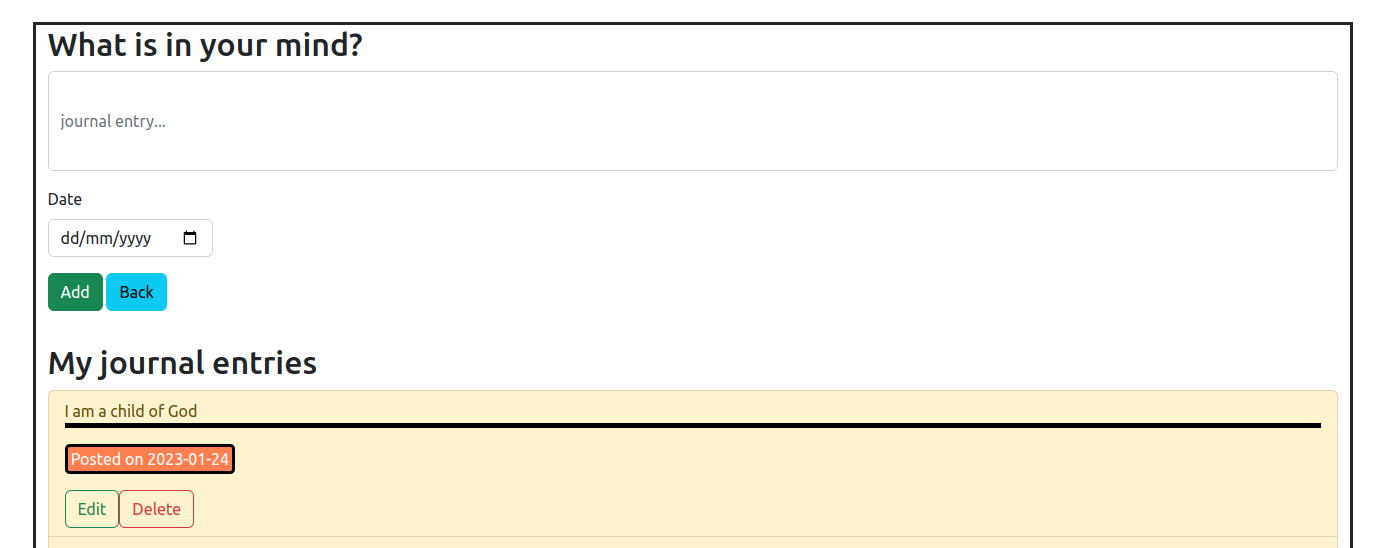 What is in your mind?
journal entry...
Date
dd/mm/yyyy
Add Back
My journal entries
I am a child of God
Posted on 2023-01-24
Edit Delete